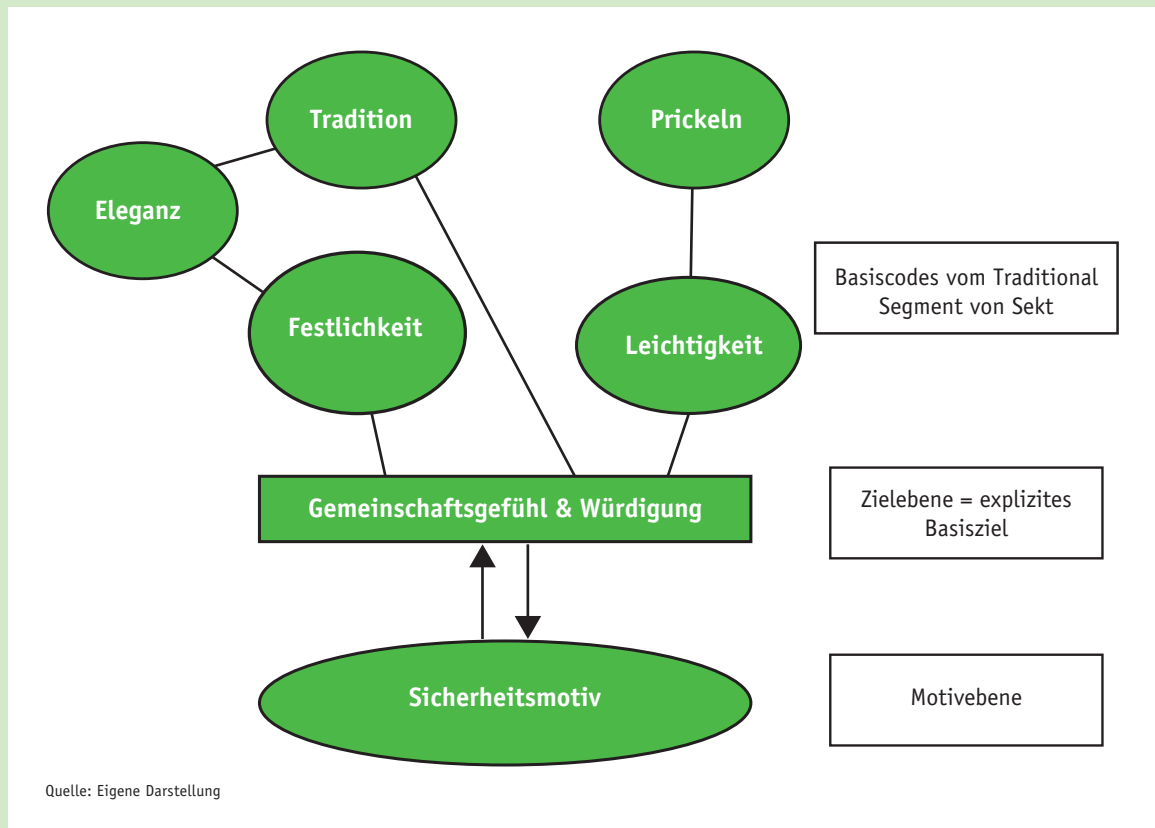 Tradition
Prickeln
Eleganz
Festlichkeit
Leichtigkeit
Basiscodes vom Traditional
Segment von Sekt
Gemeinschaftsgefühl & Würdigung
Zielebene = explizites
Basisziel
Sicherheitsmotiv
Motivebene
Quelle: Eigene Darstellung